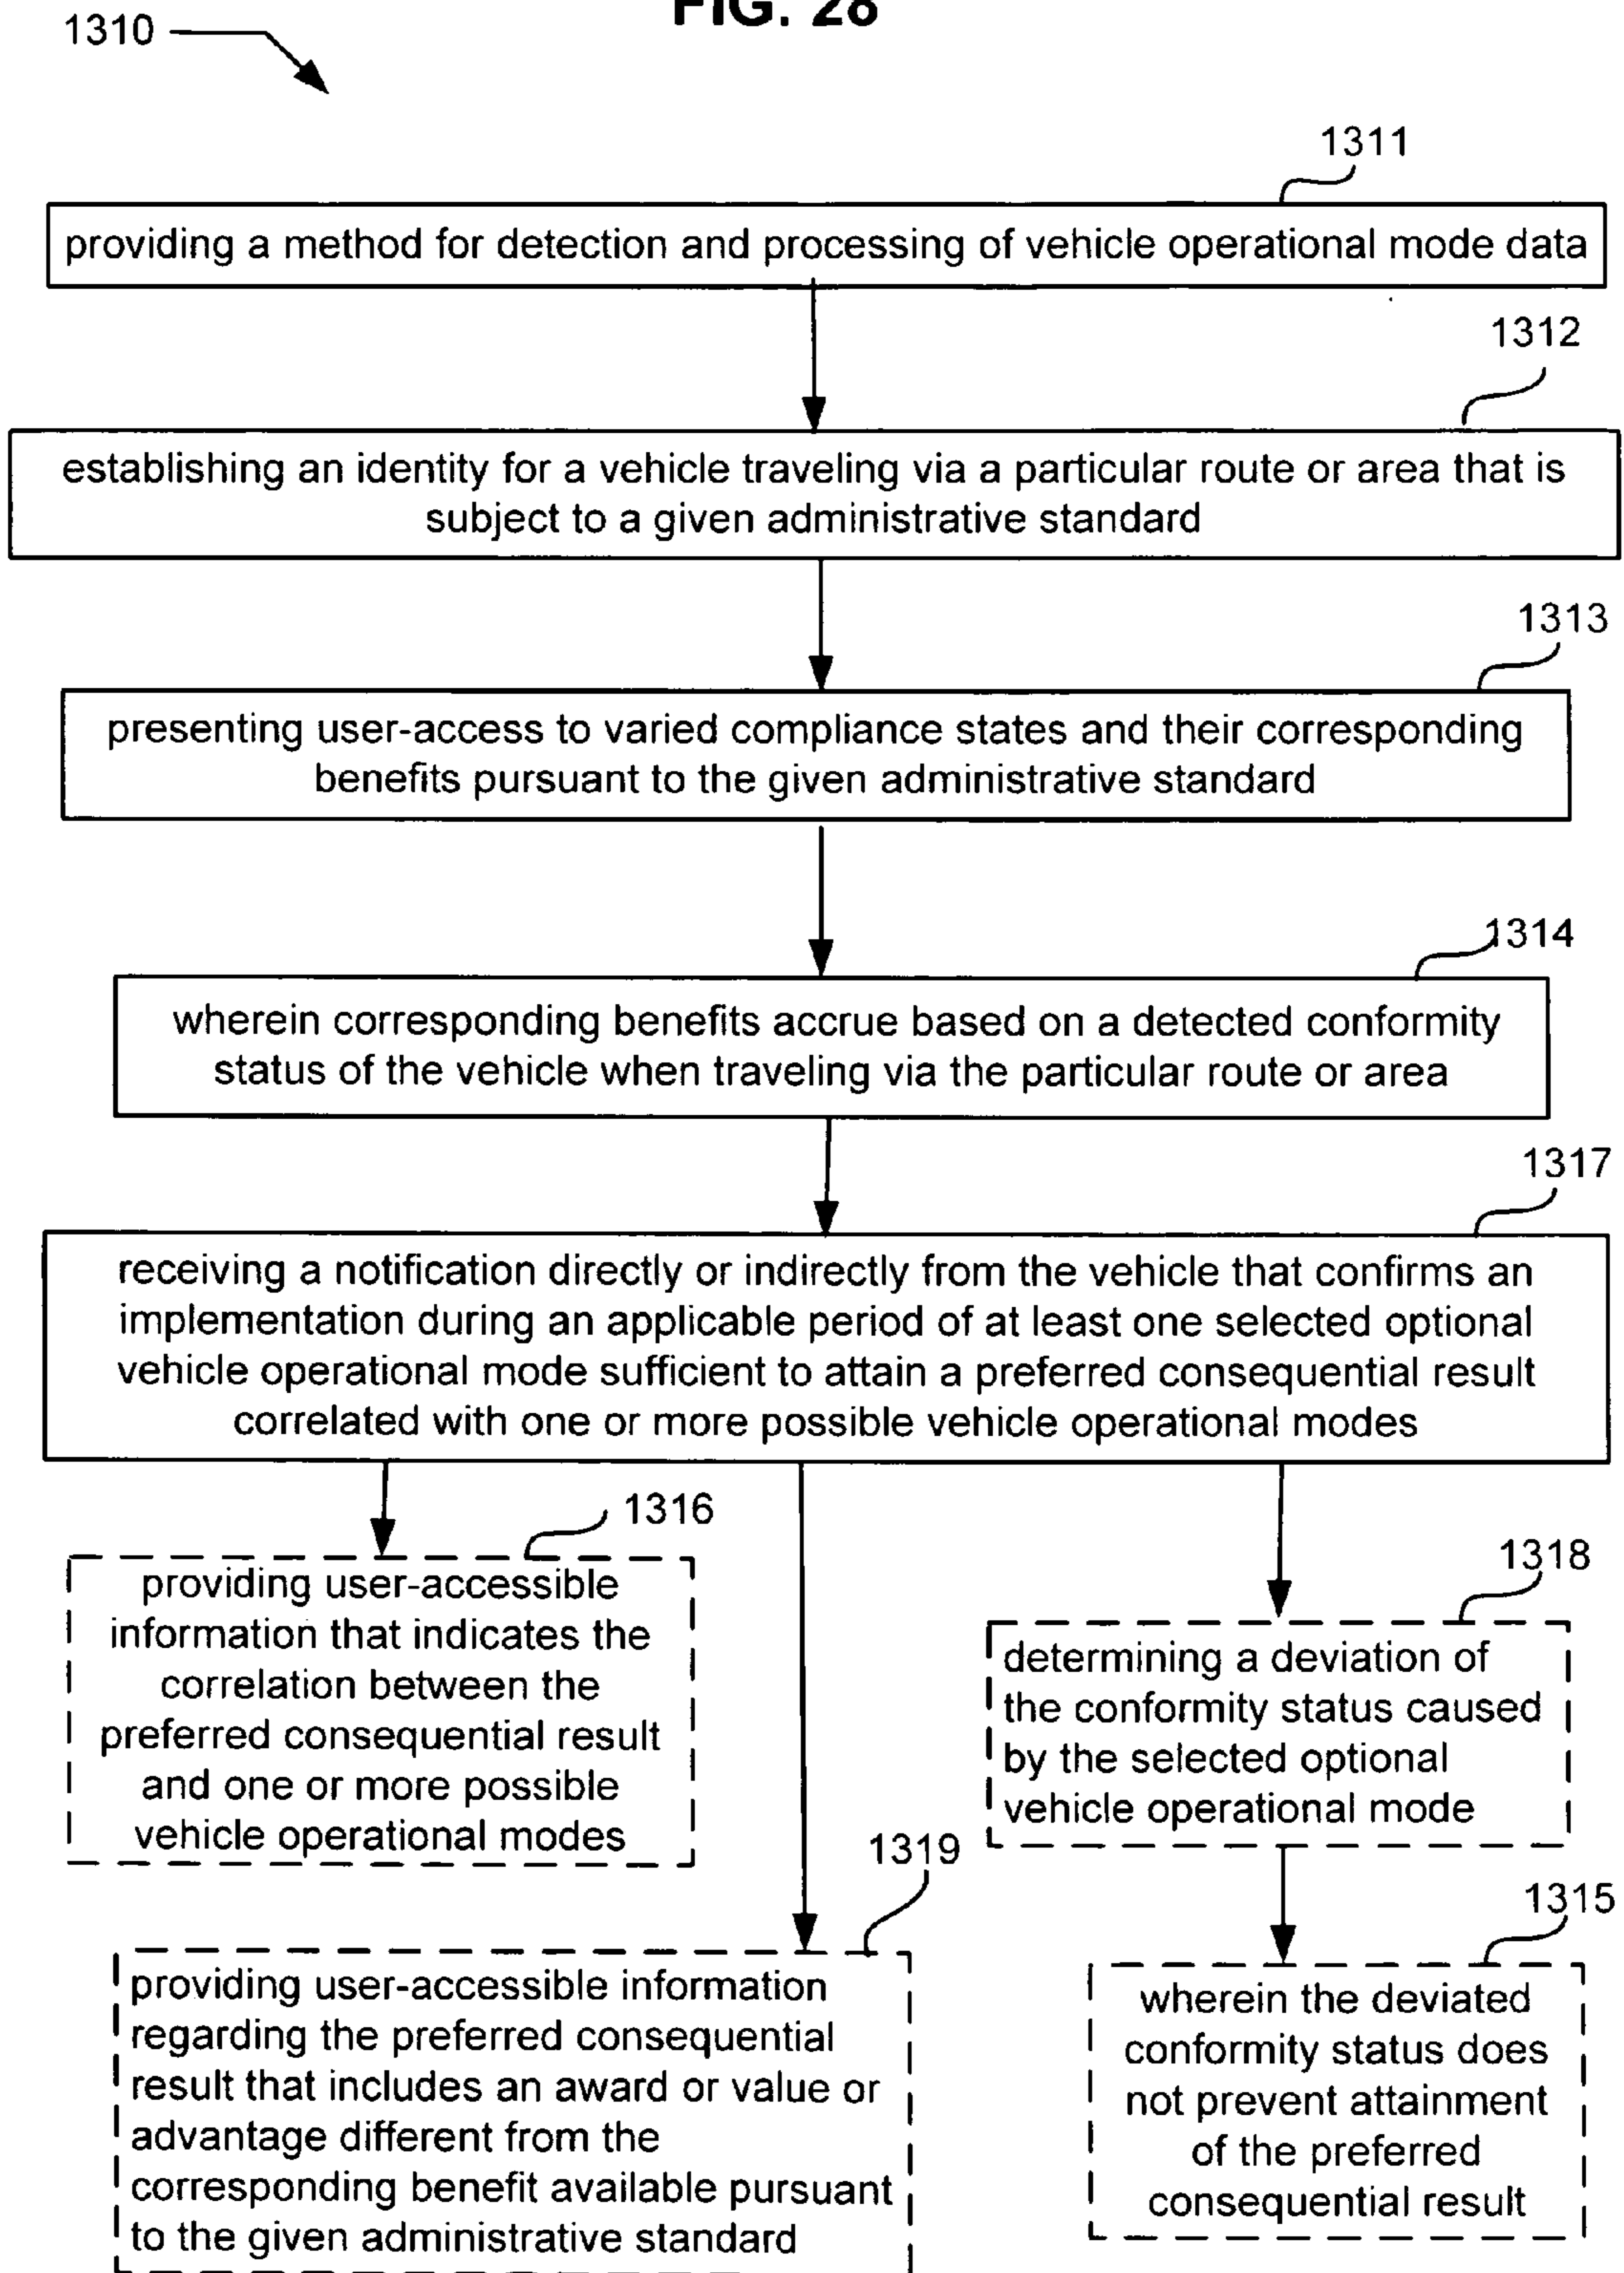 FIG. 28
1310
1311
providing a method for detection and processing of vehicle operational mode data
1312
establishing an identity for a vehicle traveling via a particular route or area that is
subject to a given administrative standard
1313
presenting user-access to varied compliance states and their corresponding
benefits pursuant to the given administrative standard
1314
wherein corresponding benefits accrue based on a detected conformity
status of the vehicle when traveling via the particular route or area
1317
receiving a notification directly or indirectly from the vehicle that confirms an
implementation during an applicable period of at least one selected optional
vehicle operational mode sufficient to attain a preferred consequential result
correlated with one or more possible vehicle operational modes
1316
providing user-accessible
information that indicates the
correlation between the
preferred consequential result
and one or more possible
vehicle operational modes
1318
determining a deviation of
the conformity status caused
by the selected optional
vehicle operational mode
1319
providing user-accessible information
regarding the preferred consequential
result that includes an award or value or
advantage different from the
corresponding benefit available pursuant
to the given administrative standard
1315
wherein the deviated
conformity status does
not prevent attainment
of the preferred
consequential result